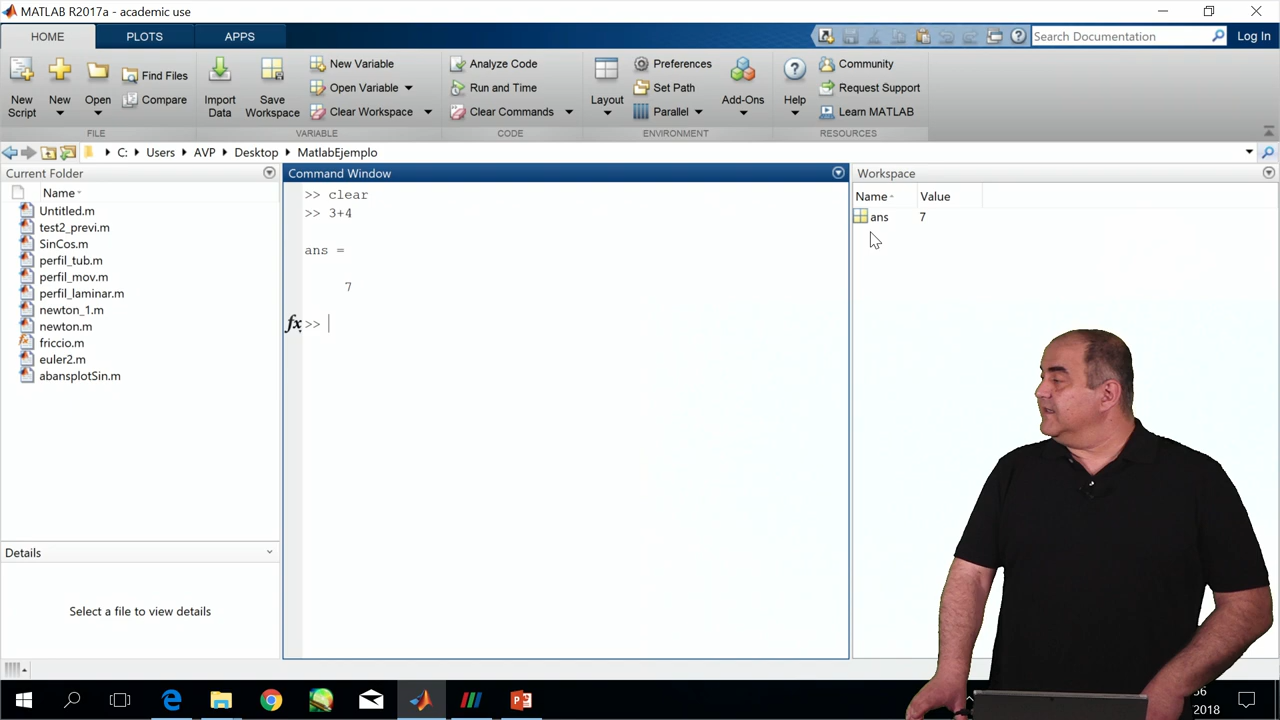 MATLAB R2017a - academic use
HOME PLOTS APPS
Search Documentation
Log In
New Script
New
Open
Find Files
Compare
Import Data
Save Workspace
New Variable
Open Variable
Clear Workspace
Analyze Code
Run and Time
Clear Commands
Layout
Preferences
Set Path
Parallel
Add-Ons
Help
Community
Request Support
Learn MATLAB
FILE VARIABLE CODE ENVIRONMENT RESOURCES
C: Users AVP Desktop MatlabEjemplo
Current Folder
Name
Untitled.m
test2_previ.m
SinCos.m
perfil_tub.m
perfil_mov.m
perfil_laminar.m
newton_1.m
newton.m
friccio.m
euler2.m
abansplotSin.m
Details
Select a file to view details
Command Window
>> clear
>> 3+4
ans =
7
fx >>
Workspace
Name Value
ans 7
2018